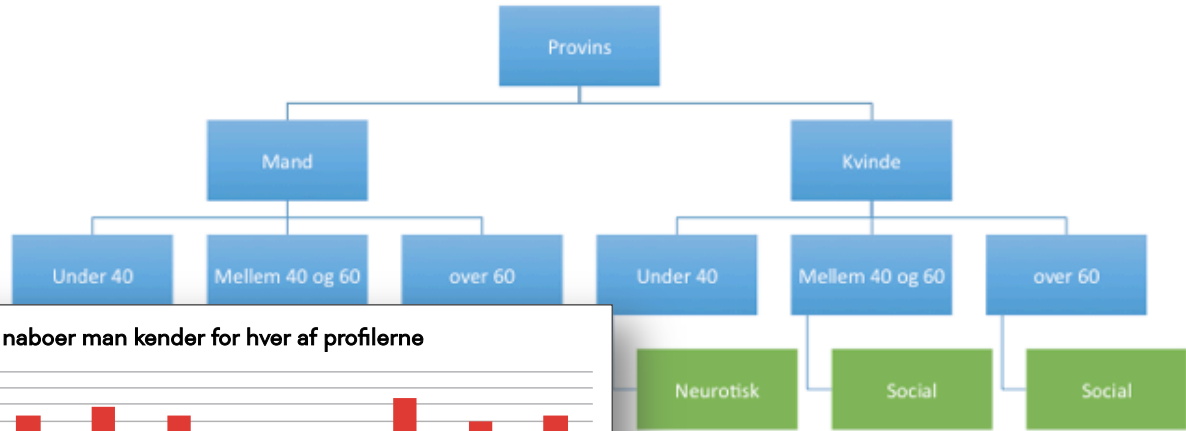 Provins
Mand
Kvinde
Under 40
Mellem 40 og 60
over 60
Under 40
Mellem 40 og 60
over 60
naboer man kender for hver af profilerne
Neurotisk
Social
Social